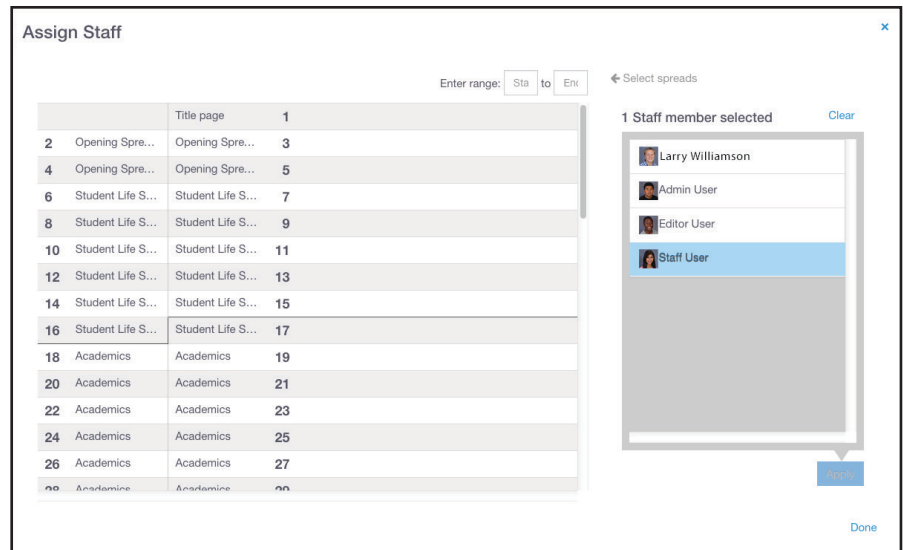 Assign Staff ×
Enter range: Sta to Enc
Select spreads
Title page 1
2 Opening Spre... Opening Spre... 3
4 Opening Spre... Opening Spre... 5
6 Student Life S... Student Life S... 7
8 Student Life S... Student Life S... 9
10 Student Life S... Student Life S... 11
12 Student Life S... Student Life S... 13
14 Student Life S... Student Life S... 15
16 Student Life S... Student Life S... 17
18 Academics Academics 19
20 Academics Academics 21
22 Academics Academics 23
24 Academics Academics 25
26 Academics Academics 27
28 Academics Academics 29
1 Staff member selected Clear
Larry Williamson
Admin User
Editor User
Staff User
Apply
Done